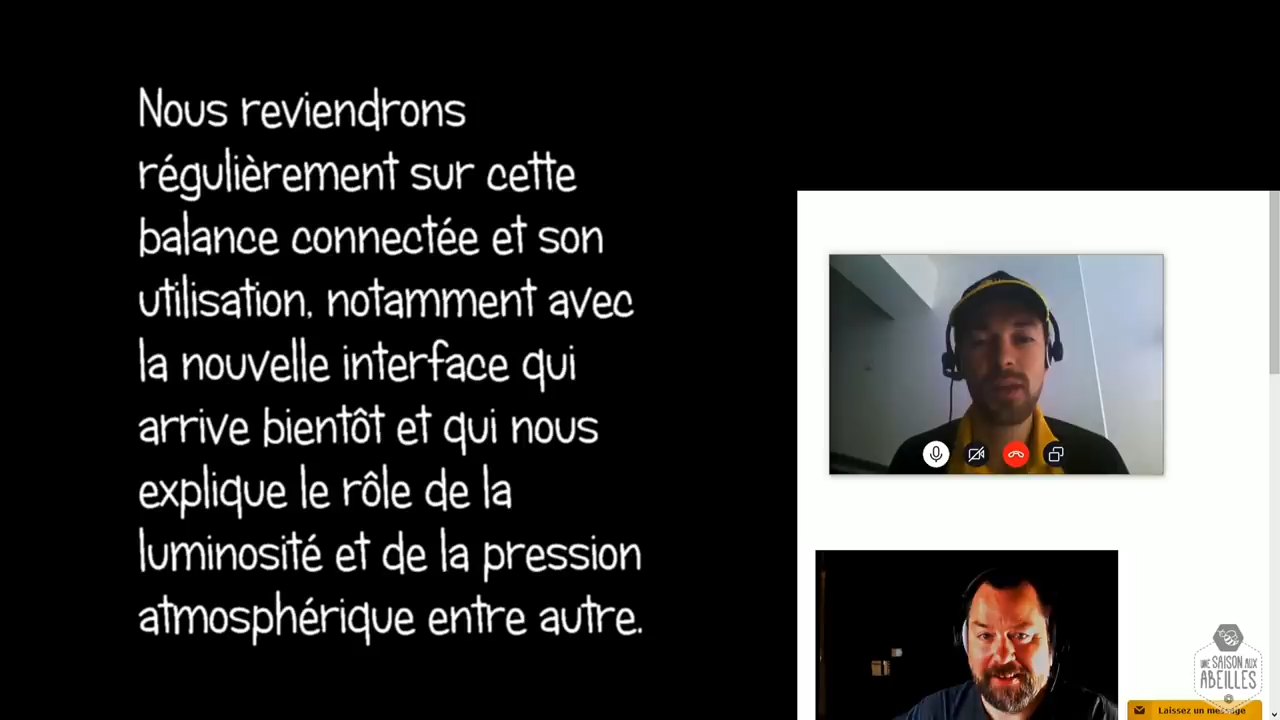 Nous reviendrons
régulièrement sur cette
balance connectée et son
utilisation, notamment avec
la nouvelle interface qui
arrive bientôt et qui nous
explique le rôle de la
luminosité et de la pression
atmosphérique entre autre.
UNE SAISON AUX
ABEILLES
Laissez un message